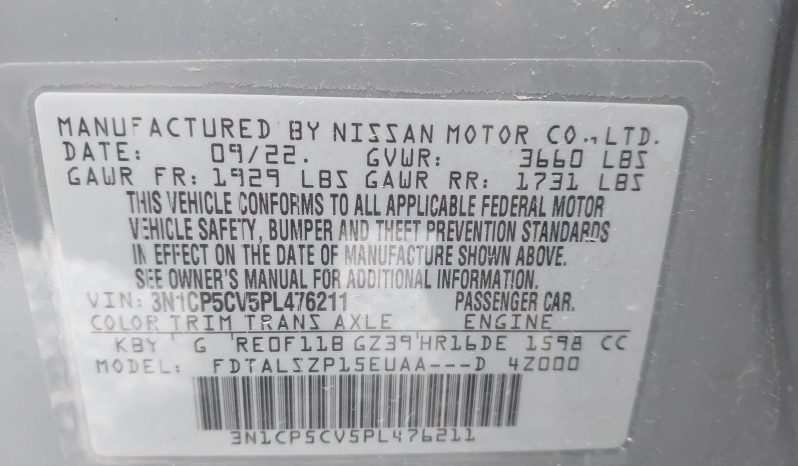 MANUFACTURED BY NISSAN MOTOR CO.,LTD.
DATE: 09/22. GVWR: 3660 LBS
GAWR FR: 1929 LBS GAWR RR: 1731 LBS
THIS VEHICLE CONFORMS TO ALL APPLICABLE FEDERAL MOTOR
VEHICLE SAFETY, BUMPER AND THEFT PREVENTION STANDARDS
IN EFFECT ON THE DATE OF MANUFACTURE SHOWN ABOVE.
SEE OWNER'S MANUAL FOR ADDITIONAL INFORMATION.
VIN: 3N1CP5CV5PL476211 PASSENGER CAR.
COLOR TRIM TRANS AXLE ENGINE
KBY G RE0F11B GZ39 HR16DE 1598 CC
MODEL: FDTALSZP15EUAA---D 4Z000
3N1CP5CV5PL476211